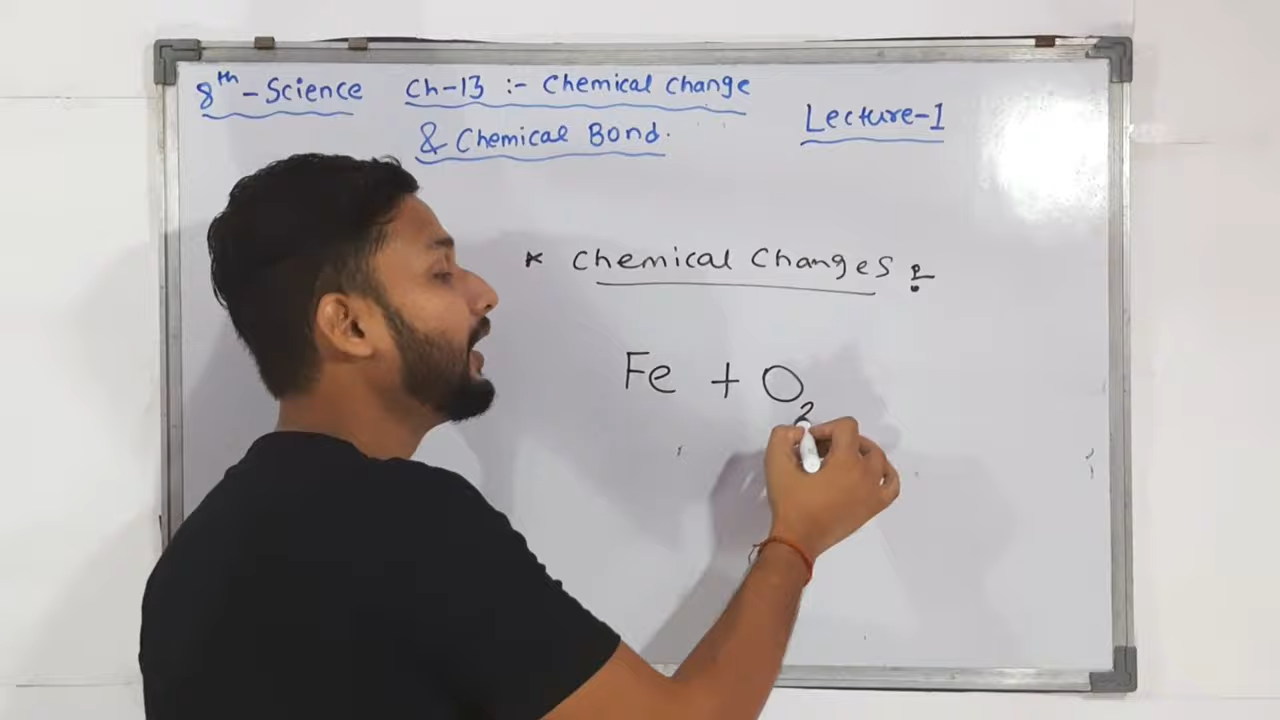 8th - Science Ch-13 :- Chemical Change
& Chemical Bond.
Lecture-1
* Chemical Changes :-
Fe + O2